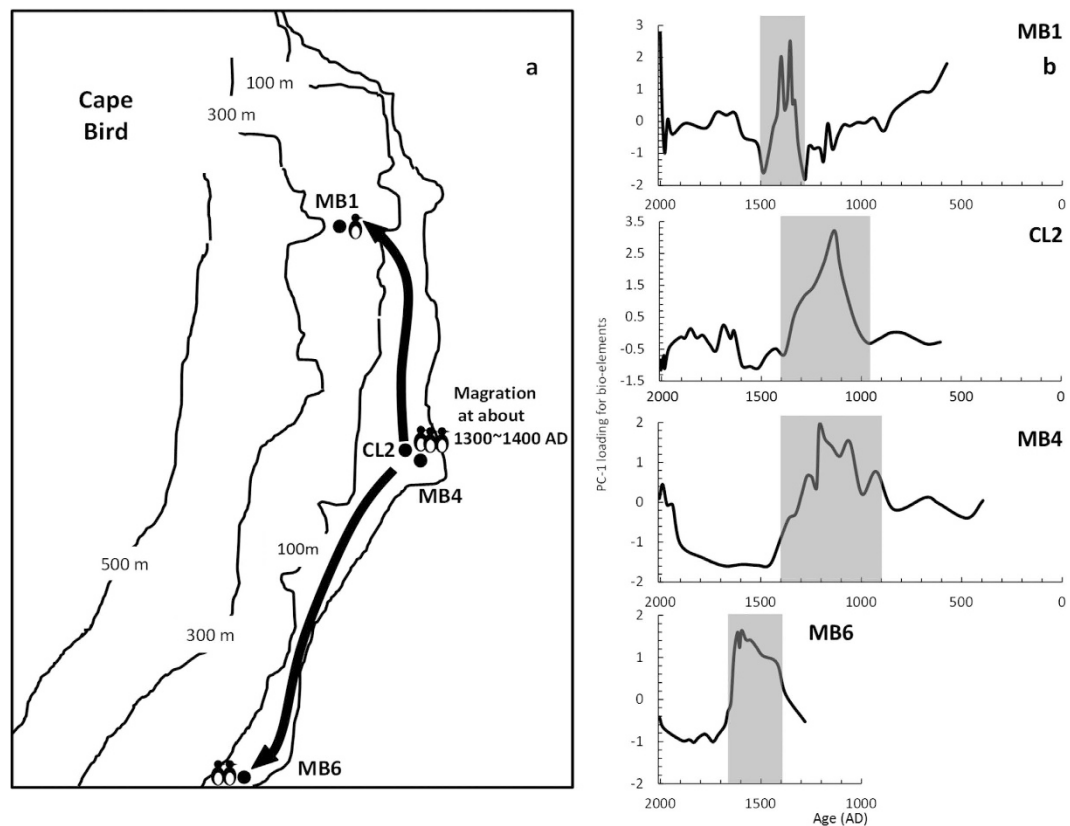 a
100 m
Cape
Bird
300 m
MB1
Magration
at about
1300~1400 AD
CL2
MB4
100m
500 m
300 m
MB6
MB1
b
3
2
1
0
-1
-2
2000 1500 1000 500 0
CL2
3.5
2.5
1.5
0.5
-0.5
-1.5
2000 1500 1000 500 0
PC-1 loading for bio-elements
MB4
2
1
0
-1
-2
2000 1500 1000 500 0
MB6
2
1
0
-1
-2
2000 1500 1000 500 0
Age (AD)